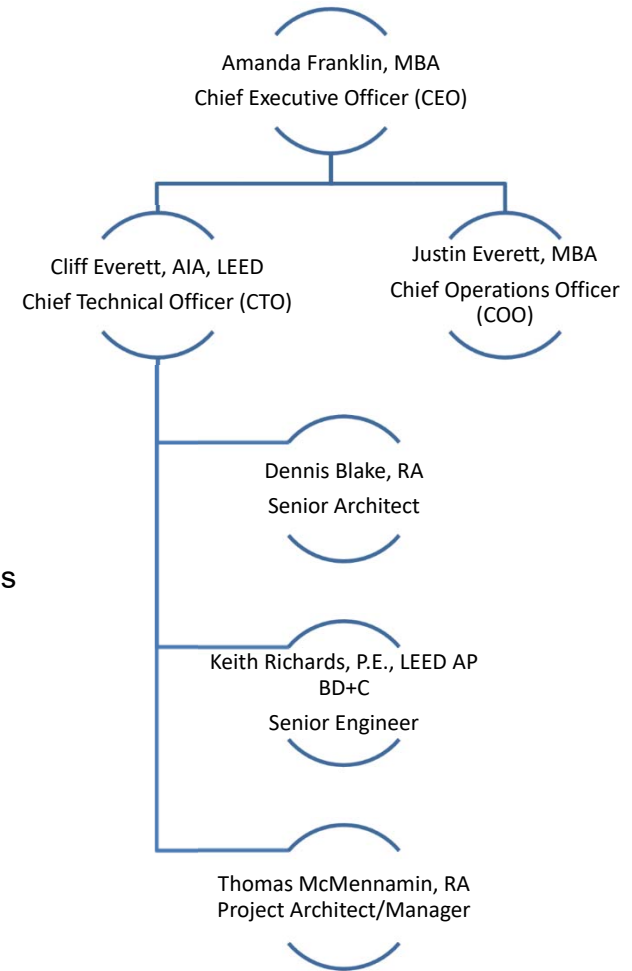 Amanda Franklin, MBA
Chief Executive Officer (CEO)
Cliff Everett, AIA, LEED
Chief Technical Officer (CTO)
Justin Everett, MBA
Chief Operations Officer
(COO)
Dennis Blake, RA
Senior Architect
s
Keith Richards, P.E., LEED AP
BD+C
Senior Engineer
Thomas McMennamin, RA
Project Architect/Manager